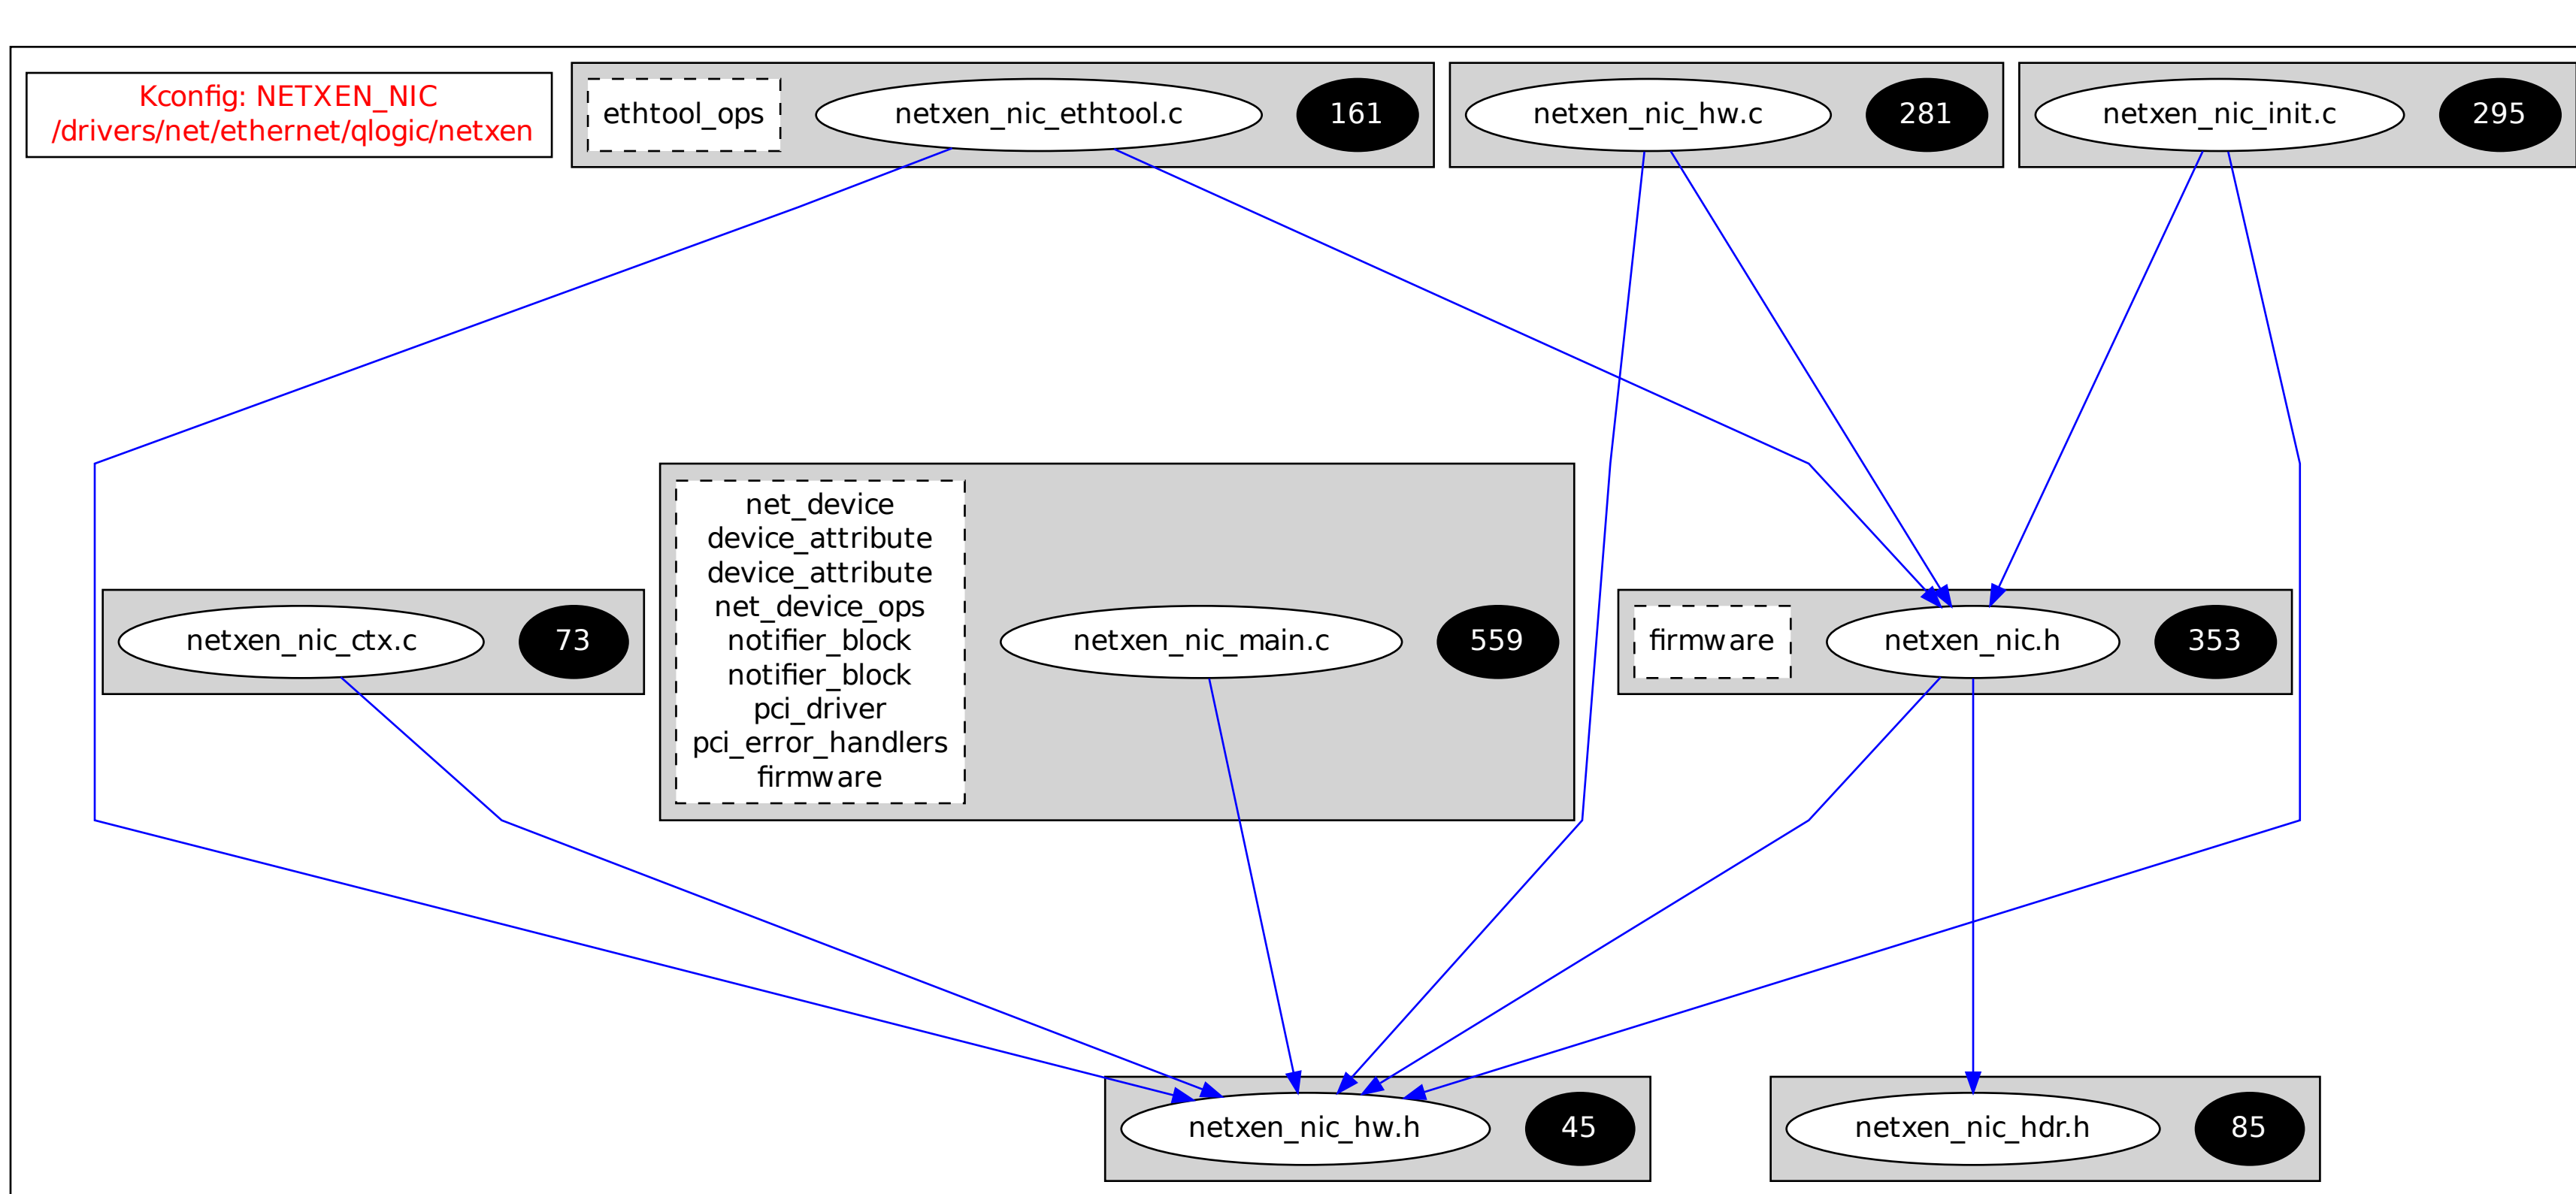 Kconfig: NETXEN_NIC
/drivers/net/ethernet/qlogic/netxen
ethtool_ops
netxen_nic_ethtool.c
161
netxen_nic_hw.c
281
netxen_nic_init.c
295
netxen_nic_ctx.c
73
net_device
device_attribute
device_attribute
net_device_ops
notifier_block
notifier_block
pci_driver
pci_error_handlers
firmware
netxen_nic_main.c
559
firmware
netxen_nic.h
353
netxen_nic_hw.h
45
netxen_nic_hdr.h
85